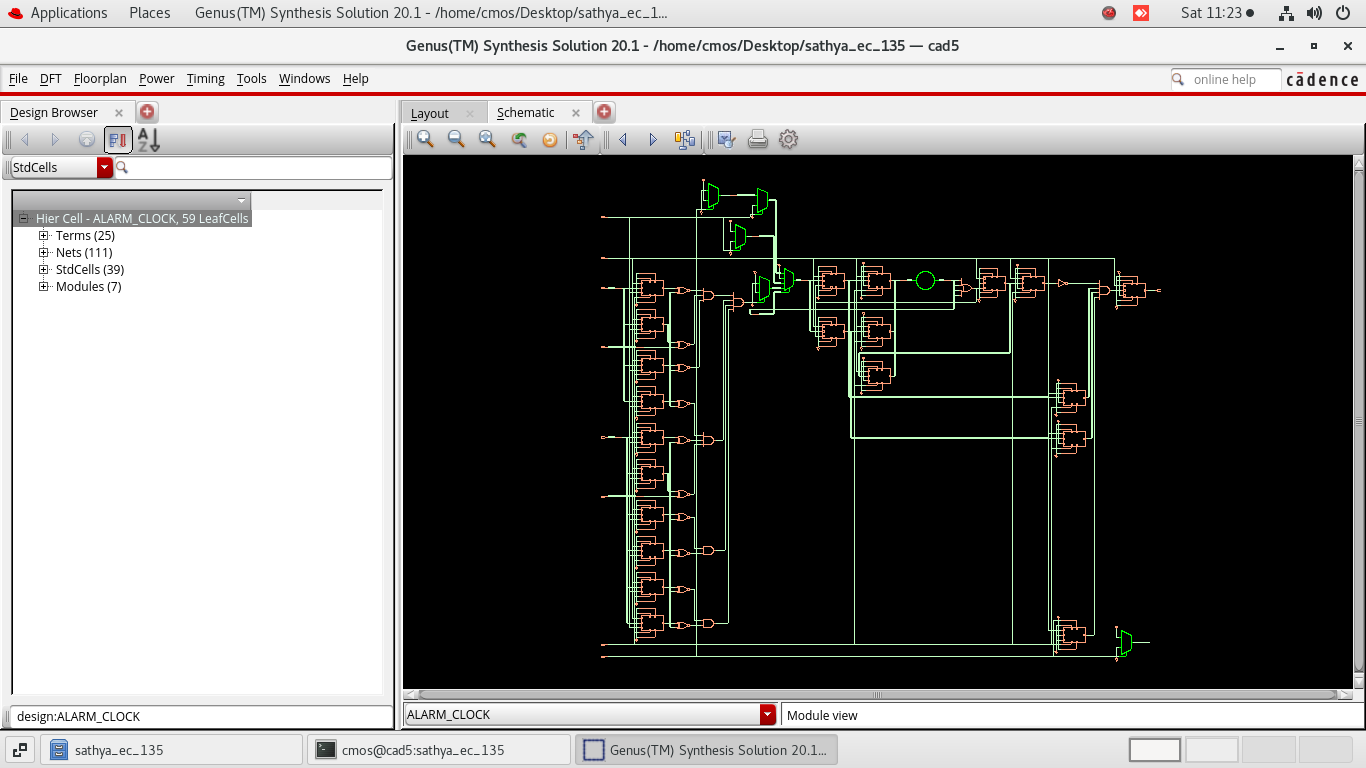 Applications Places Genus(TM) Synthesis Solution 20.1 - /home/cmos/Desktop/sathya_ec_1... Sat 11:23
Genus(TM) Synthesis Solution 20.1 - /home/cmos/Desktop/sathya_ec_135 — cad5
File DFT Floorplan Power Timing Tools Windows Help online help cādence
Design Browser Layout Schematic
A
Z
StdCells
Hier Cell - ALARM_CLOCK, 59 LeafCells
Terms (25)
Nets (111)
StdCells (39)
Modules (7)
design:ALARM_CLOCK ALARM_CLOCK Module view
sathya_ec_135 cmos@cad5:sathya_ec_135 Genus(TM) Synthesis Solution 20.1...